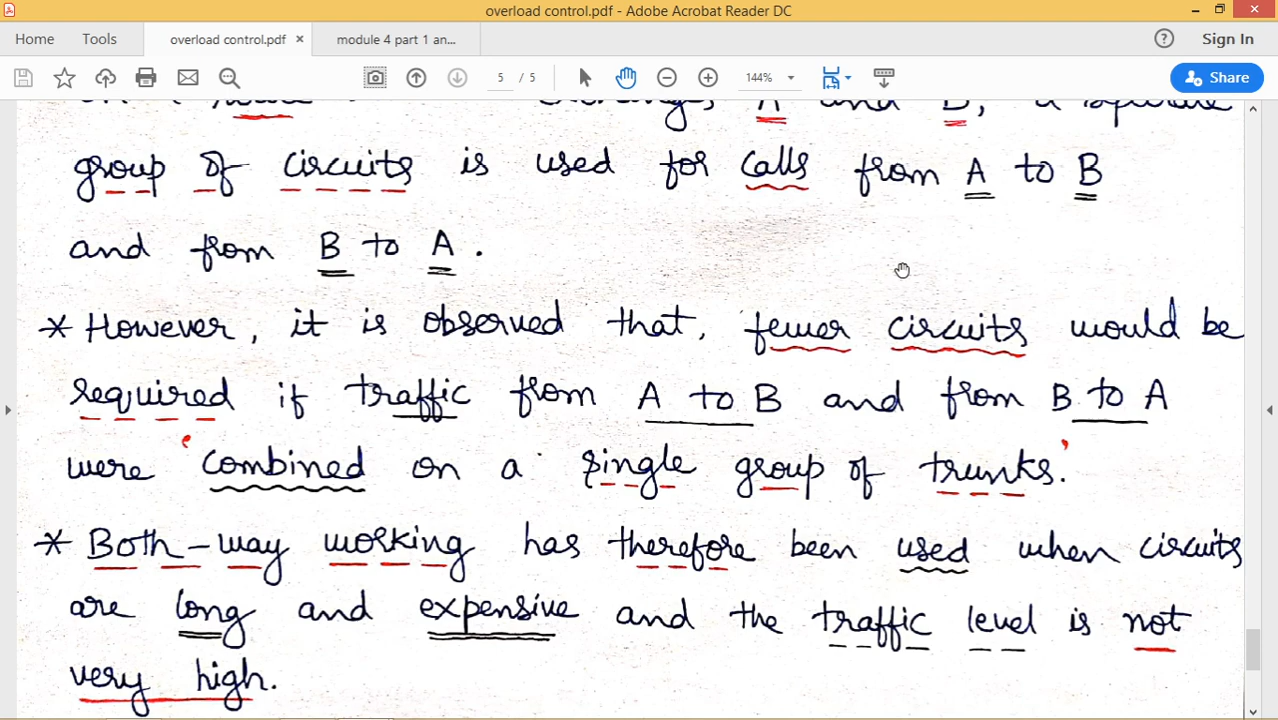 overload control.pdf - Adobe Acrobat Reader DC
Home Tools overload control.pdf × module 4 part 1 an... Sign In
5 / 5 144% Share
A and B, a separate
group of circuits is used for calls from A to B
and from B to A.
* However, it is observed that, fewer circuits would be
required if traffic from A to B and from B to A
were 'combined on a single group of trunks.'
* Both-way working has therefore been used when circuits
are long and expensive and the traffic level is not
very high.